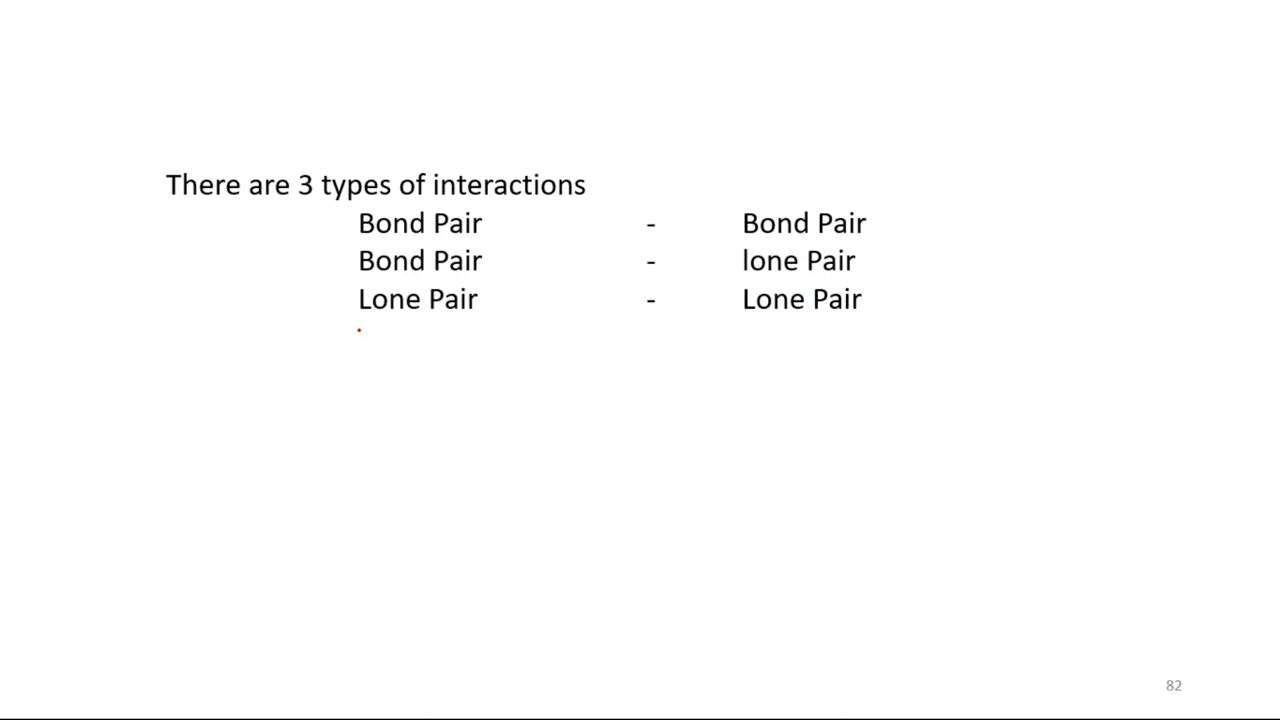 There are 3 types of interactions
Bond Pair - Bond Pair
Bond Pair - lone Pair
Lone Pair - Lone Pair
82